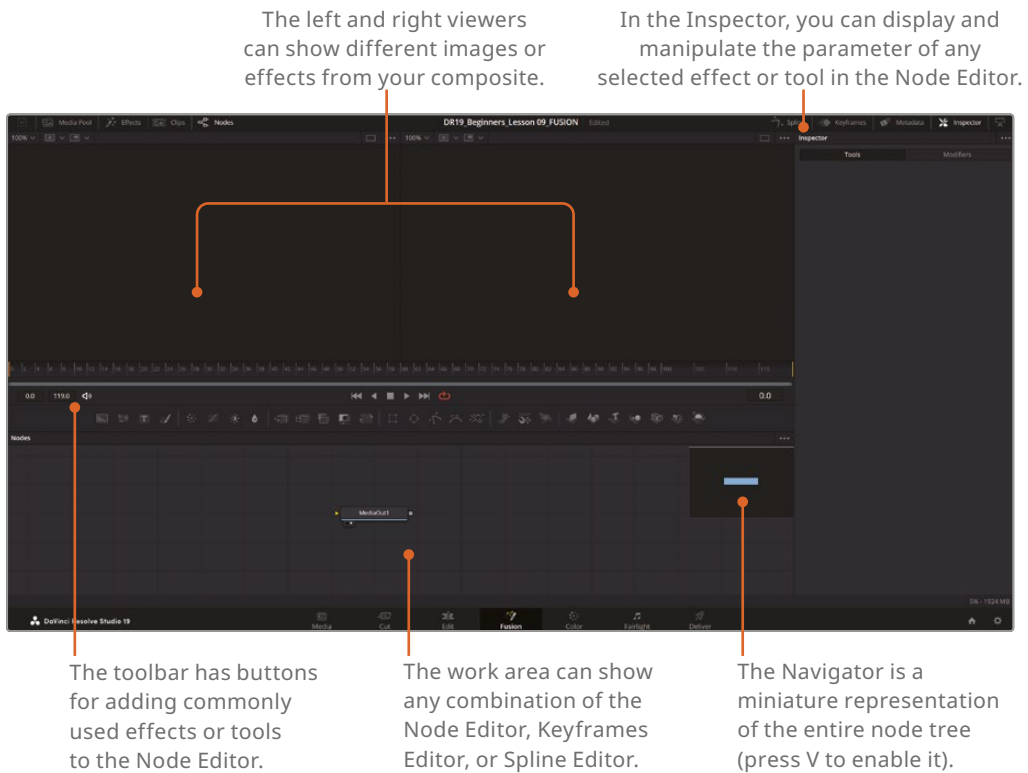 The left and right viewers
can show different images or
effects from your composite.
In the Inspector, you can display and
manipulate the parameter of any
selected effect or tool in the Node Editor.
Media Pool Effects Clips Nodes DR19_Beginners_Lesson 09_FUSION Edited Keyframes Metadata Inspector
100% 100% Inspector
Tools Modifiers
0.0 119.0 0.0
Nodes
MediaOut1
5% - 1924 MB
DaVinci Resolve Studio 19 Media Cut Edit Fusion Color Fairlight Deliver
The toolbar has buttons
for adding commonly
used effects or tools
to the Node Editor.
The work area can show
any combination of the
Node Editor, Keyframes
Editor, or Spline Editor.
The Navigator is a
miniature representation
of the entire node tree
(press V to enable it).